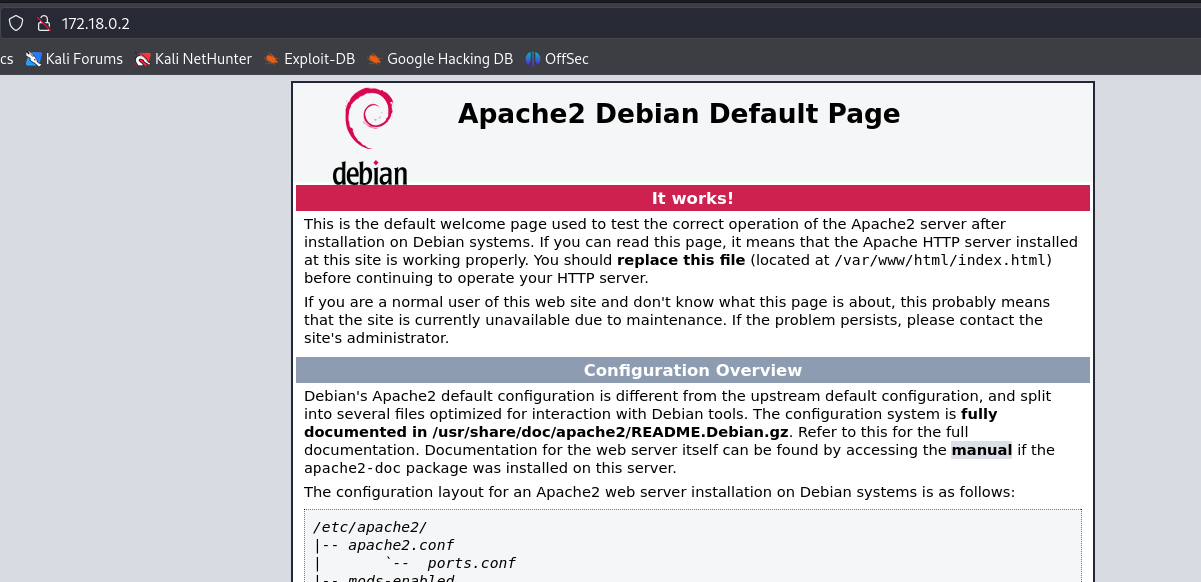 172.18.0.2
cs Kali Forums Kali NetHunter Exploit-DB Google Hacking DB OffSec
debian
Apache2 Debian Default Page
It works!
This is the default welcome page used to test the correct operation of the Apache2 server after
installation on Debian systems. If you can read this page, it means that the Apache HTTP server installed
at this site is working properly. You should replace this file (located at /var/www/html/index.html)
before continuing to operate your HTTP server.
If you are a normal user of this web site and don't know what this page is about, this probably means
that the site is currently unavailable due to maintenance. If the problem persists, please contact the
site's administrator.
Configuration Overview
Debian's Apache2 default configuration is different from the upstream default configuration, and split
into several files optimized for interaction with Debian tools. The configuration system is fully
documented in /usr/share/doc/apache2/README.Debian.gz. Refer to this for the full
documentation. Documentation for the web server itself can be found by accessing the manual if the
apache2-doc package was installed on this server.
The configuration layout for an Apache2 web server installation on Debian systems is as follows:
/etc/apache2/
|-- apache2.conf
|       `--  ports.conf
|-- mods-enabled